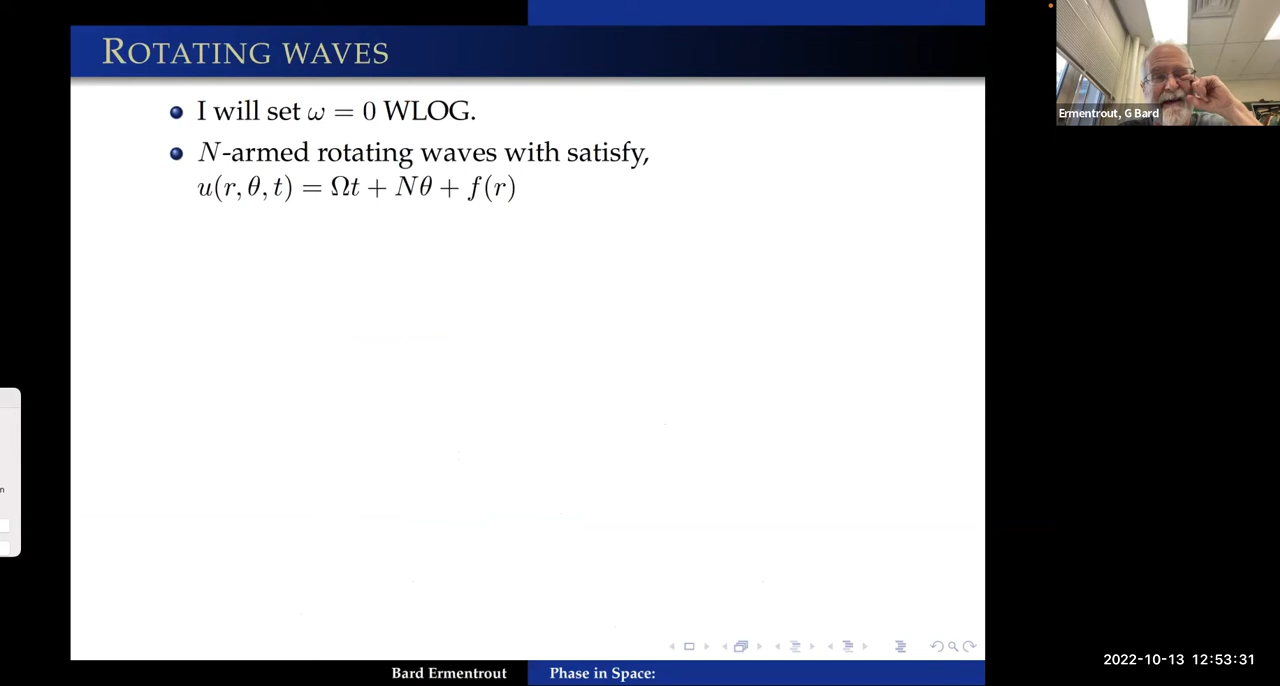 ROTATING WAVES
I will set ω = 0 WLOG.
N-armed rotating waves with satisfy,
u(r, θ, t) = Ωt + Nθ + f(r)
Ermentrout, G Bard
n
Bard Ermentrout
Phase in Space:
2022-10-13 12:53:31